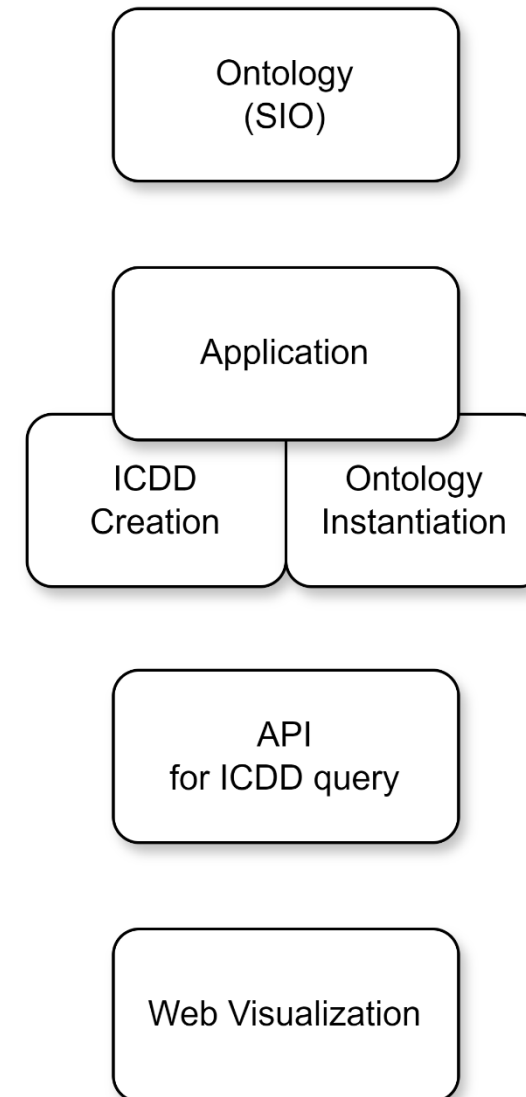 Ontology
(SIO)
Application
ICDD
Creation
Ontology
Instantiation
API
for ICDD query
Web Visualization